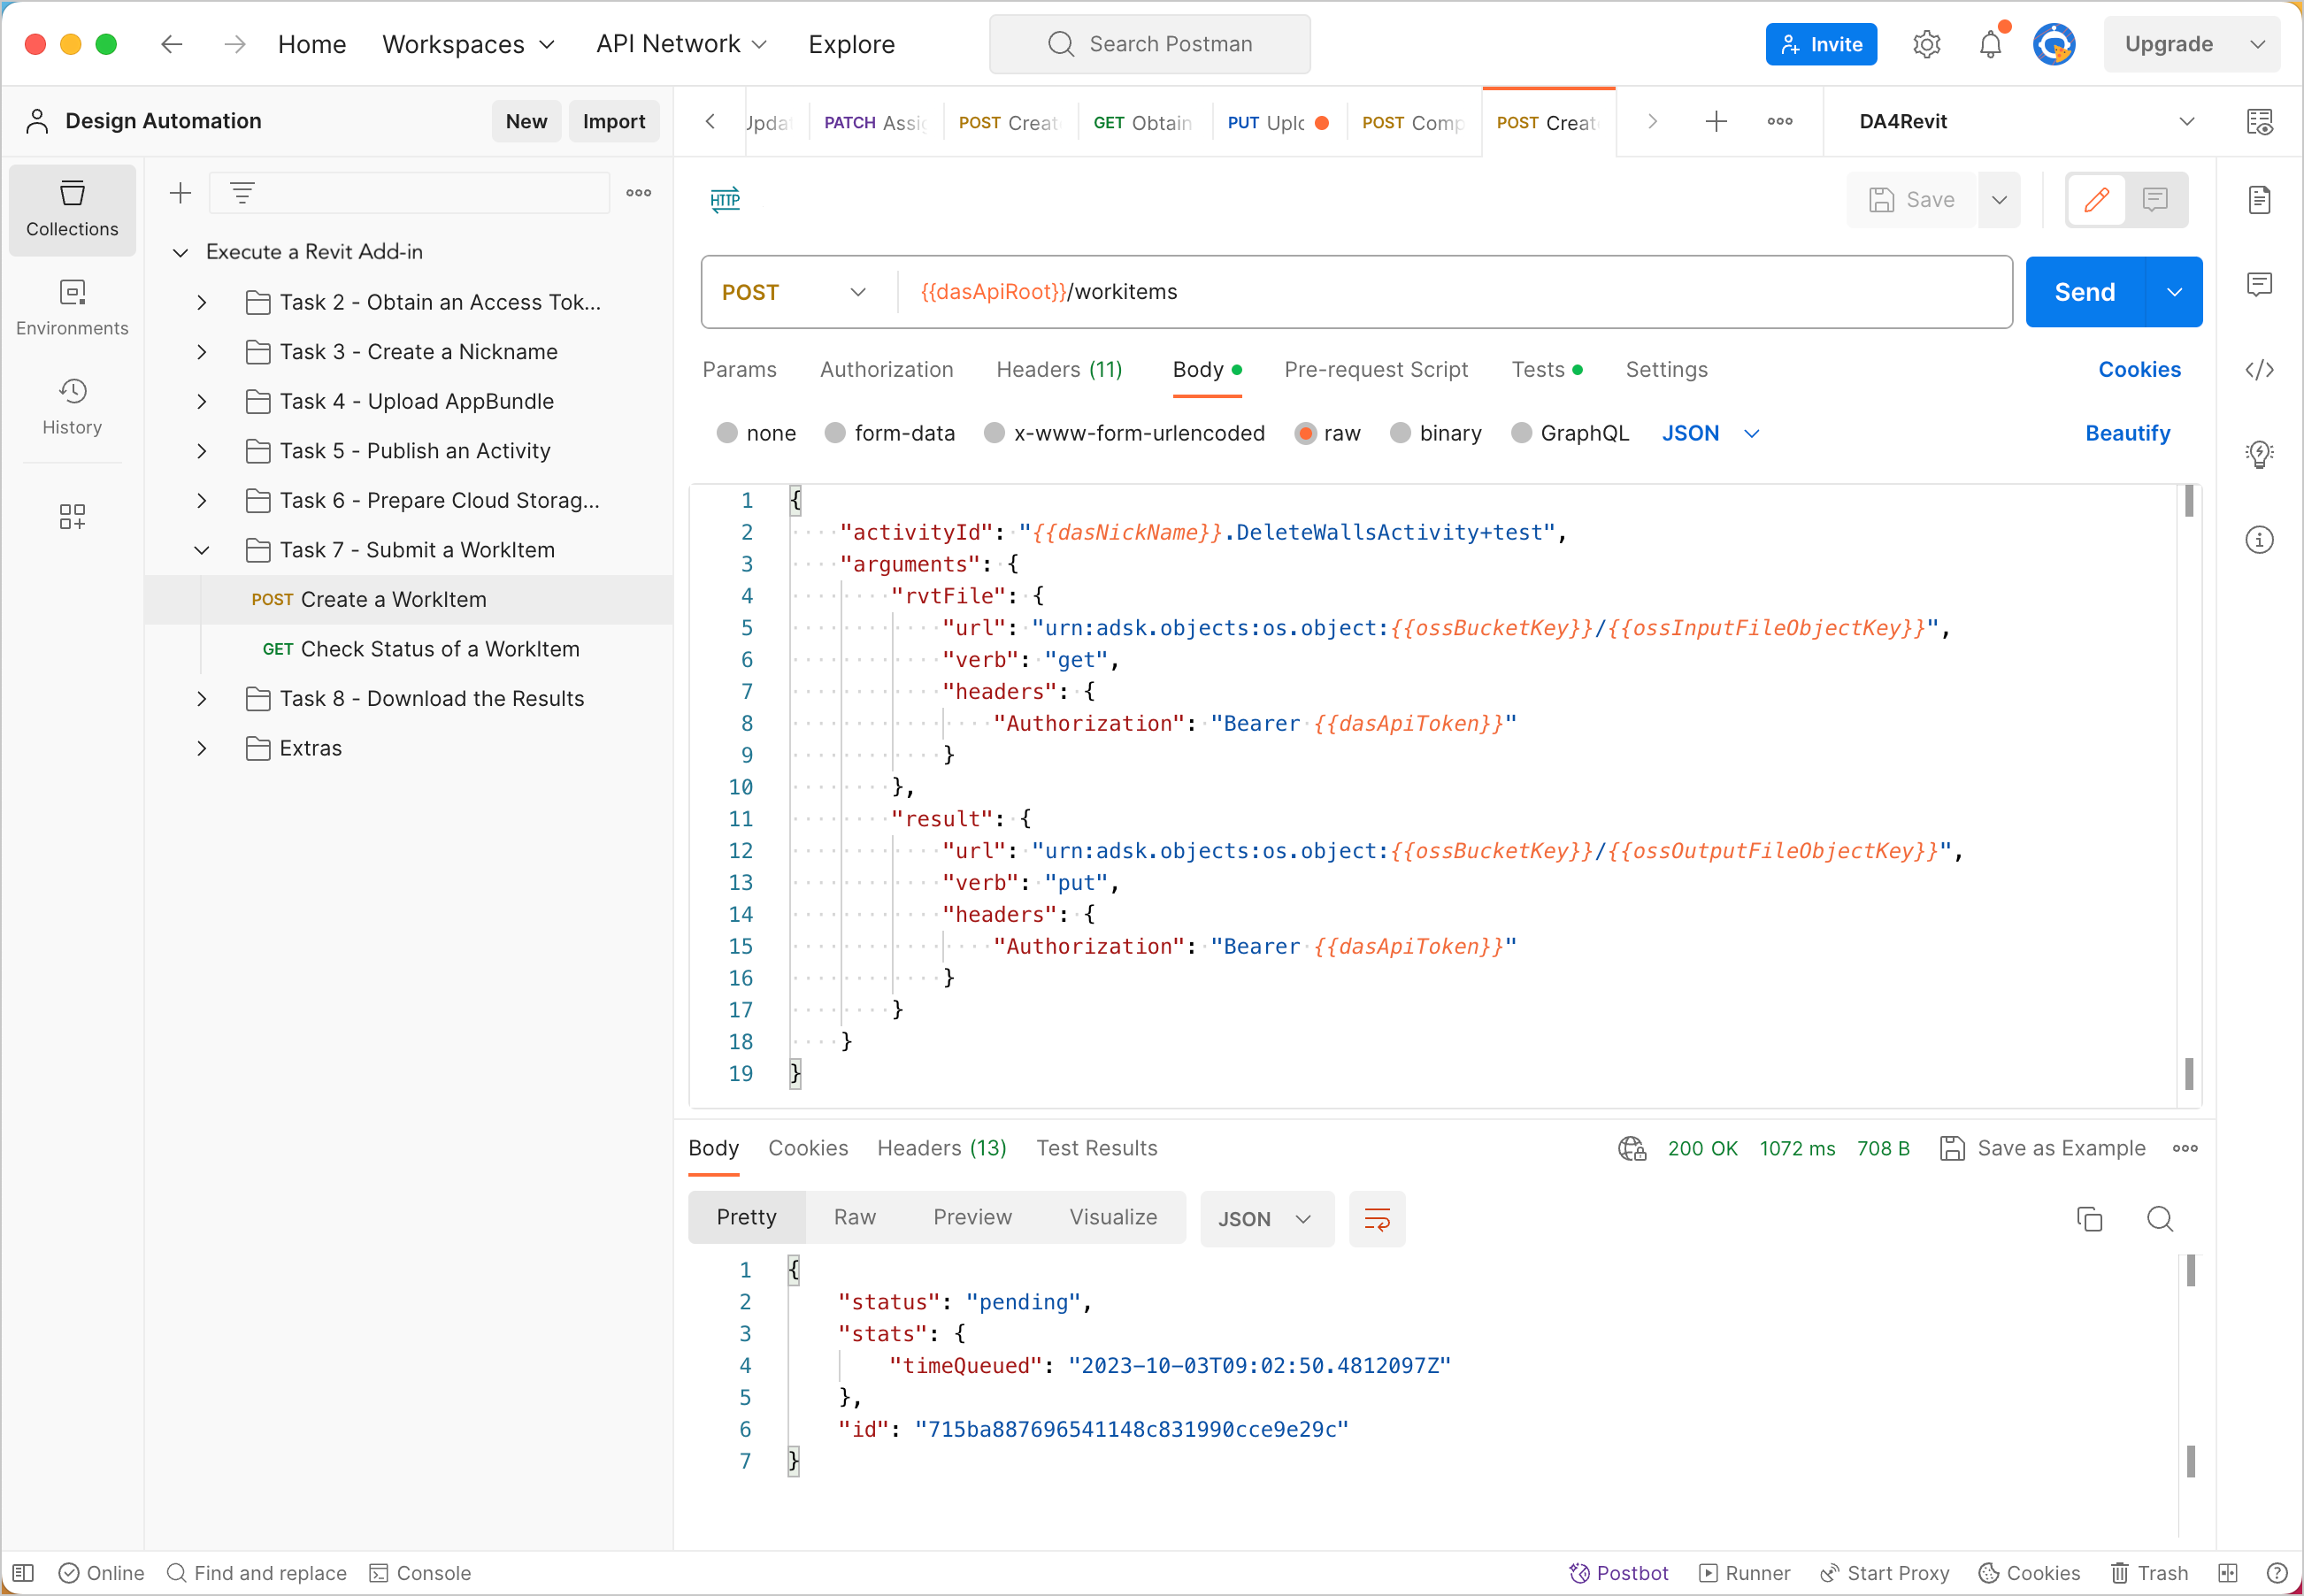 Home Workspaces API Network Explore Search Postman Invite Upgrade
Design Automation New Import
PATCH Assig POST Creat GET Obtain PUT Uplo POST Comp POST Creat DA4Revit
Collections
Environments
History
Execute a Revit Add-in
Task 2 - Obtain an Access Tok...
Task 3 - Create a Nickname
Task 4 - Upload AppBundle
Task 5 - Publish an Activity
Task 6 - Prepare Cloud Storag...
Task 7 - Submit a WorkItem
POST Create a WorkItem
GET Check Status of a WorkItem
Task 8 - Download the Results
Extras
HTTP Save
POST {{dasApiRoot}}/workitems Send
Params Authorization Headers (11) Body Pre-request Script Tests Settings Cookies
none form-data x-www-form-urlencoded raw binary GraphQL JSON Beautify
1 {
2 "activityId": "{{dasNickName}}.DeleteWallsActivity+test",
3 "arguments": {
4 "rvtFile": {
5 "url": "urn:adsk.objects:os.object:{{ossBucketKey}}/{{ossInputFileObjectKey}}",
6 "verb": "get",
7 "headers": {
8 "Authorization": "Bearer {{dasApiToken}}"
9 }
10 },
11 "result": {
12 "url": "urn:adsk.objects:os.object:{{ossBucketKey}}/{{ossOutputFileObjectKey}}",
13 "verb": "put",
14 "headers": {
15 "Authorization": "Bearer {{dasApiToken}}"
16 }
17 }
18 }
19 }
Body Cookies Headers (13) Test Results 200 OK 1072 ms 708 B Save as Example
Pretty Raw Preview Visualize JSON
1 {
2 "status": "pending",
3 "stats": {
4 "timeQueued": "2023-10-03T09:02:50.4812097Z"
5 },
6 "id": "715ba887696541148c831990cce9e29c"
7 }
Online Find and replace Console Postbot Runner Start Proxy Cookies Trash